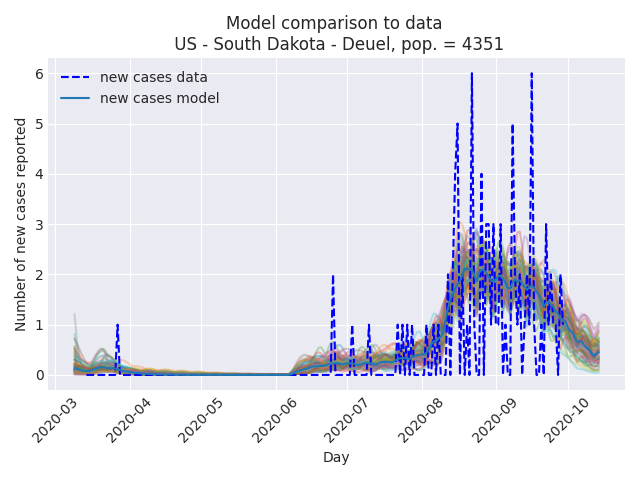 Model comparison to data
US - South Dakota - Deuel, pop. = 4351
new cases data
new cases model
Number of new cases reported
6
5
4
3
2
1
0
2020-03
2020-04
2020-05
2020-06
2020-07
2020-08
2020-09
2020-10
Day